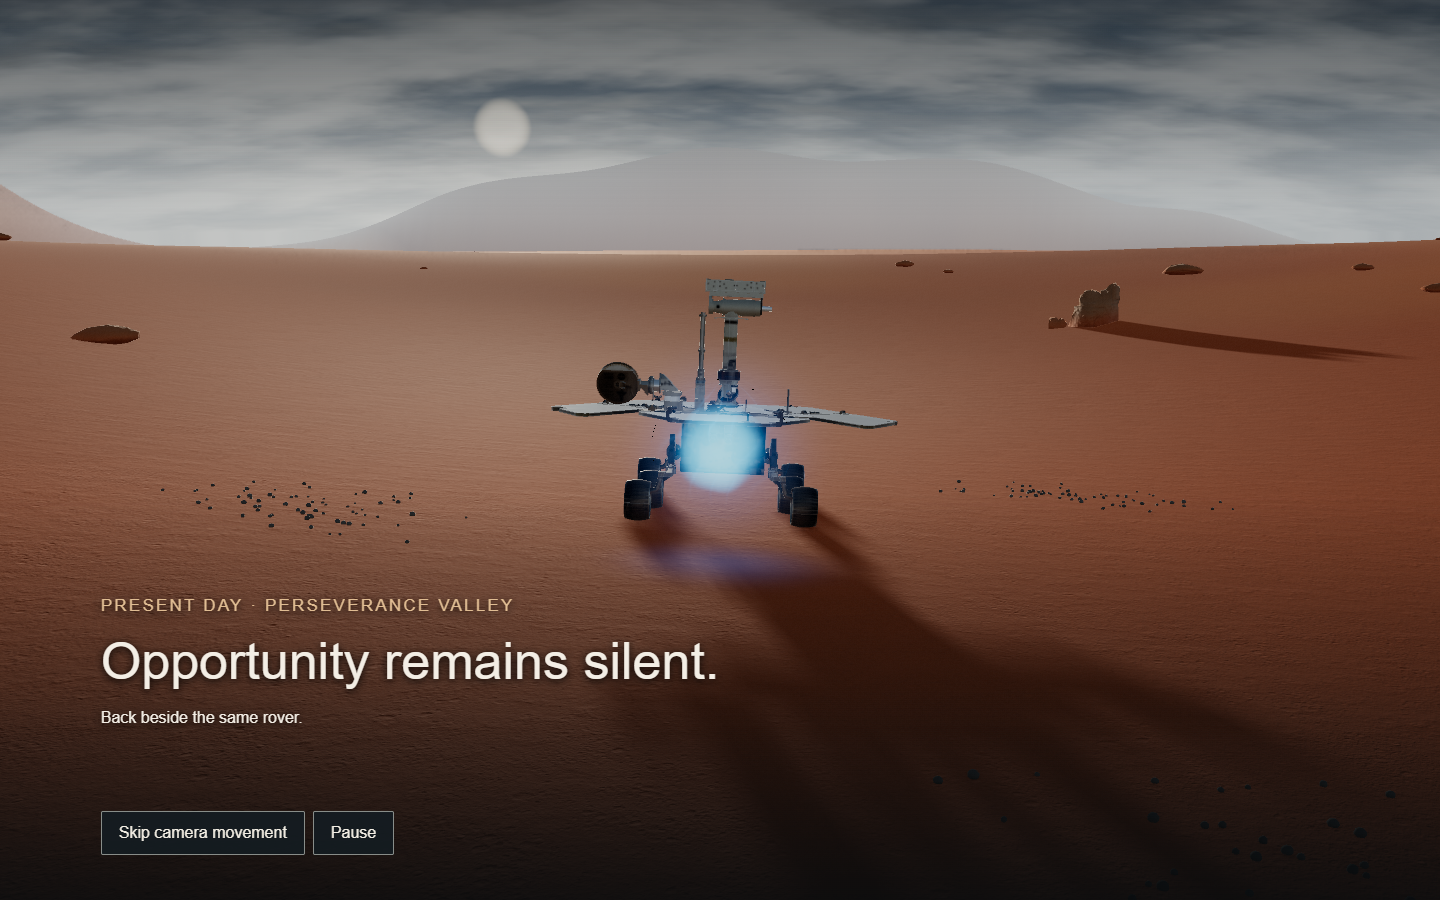 PRESENT DAY · PERSEVERANCE VALLEY
Opportunity remains silent.
Back beside the same rover.
Skip camera movement
Pause